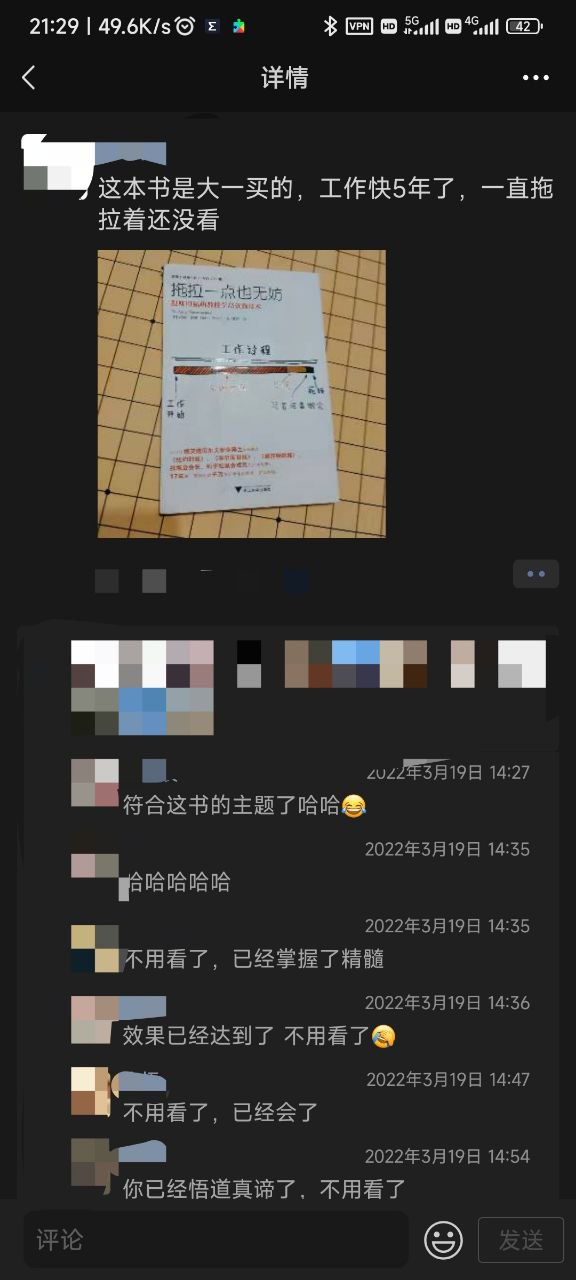 21:29 | 49.6K/s
VPN HD 5G HD 4G 42
详情
这本书是大一买的，工作快5年了，一直拖
拉着还没看
拖拉一点也无妨
工作过程
工作
开始
2022年3月19日 14:27
符合这书的主题了哈哈😂
2022年3月19日 14:35
哈哈哈哈哈
2022年3月19日 14:35
不用看了，已经掌握了精髓
2022年3月19日 14:36
效果已经达到了 不用看了🤣
2022年3月19日 14:47
不用看了，已经会了
2022年3月19日 14:54
你已经悟道真谛了，不用看了
评论
发送